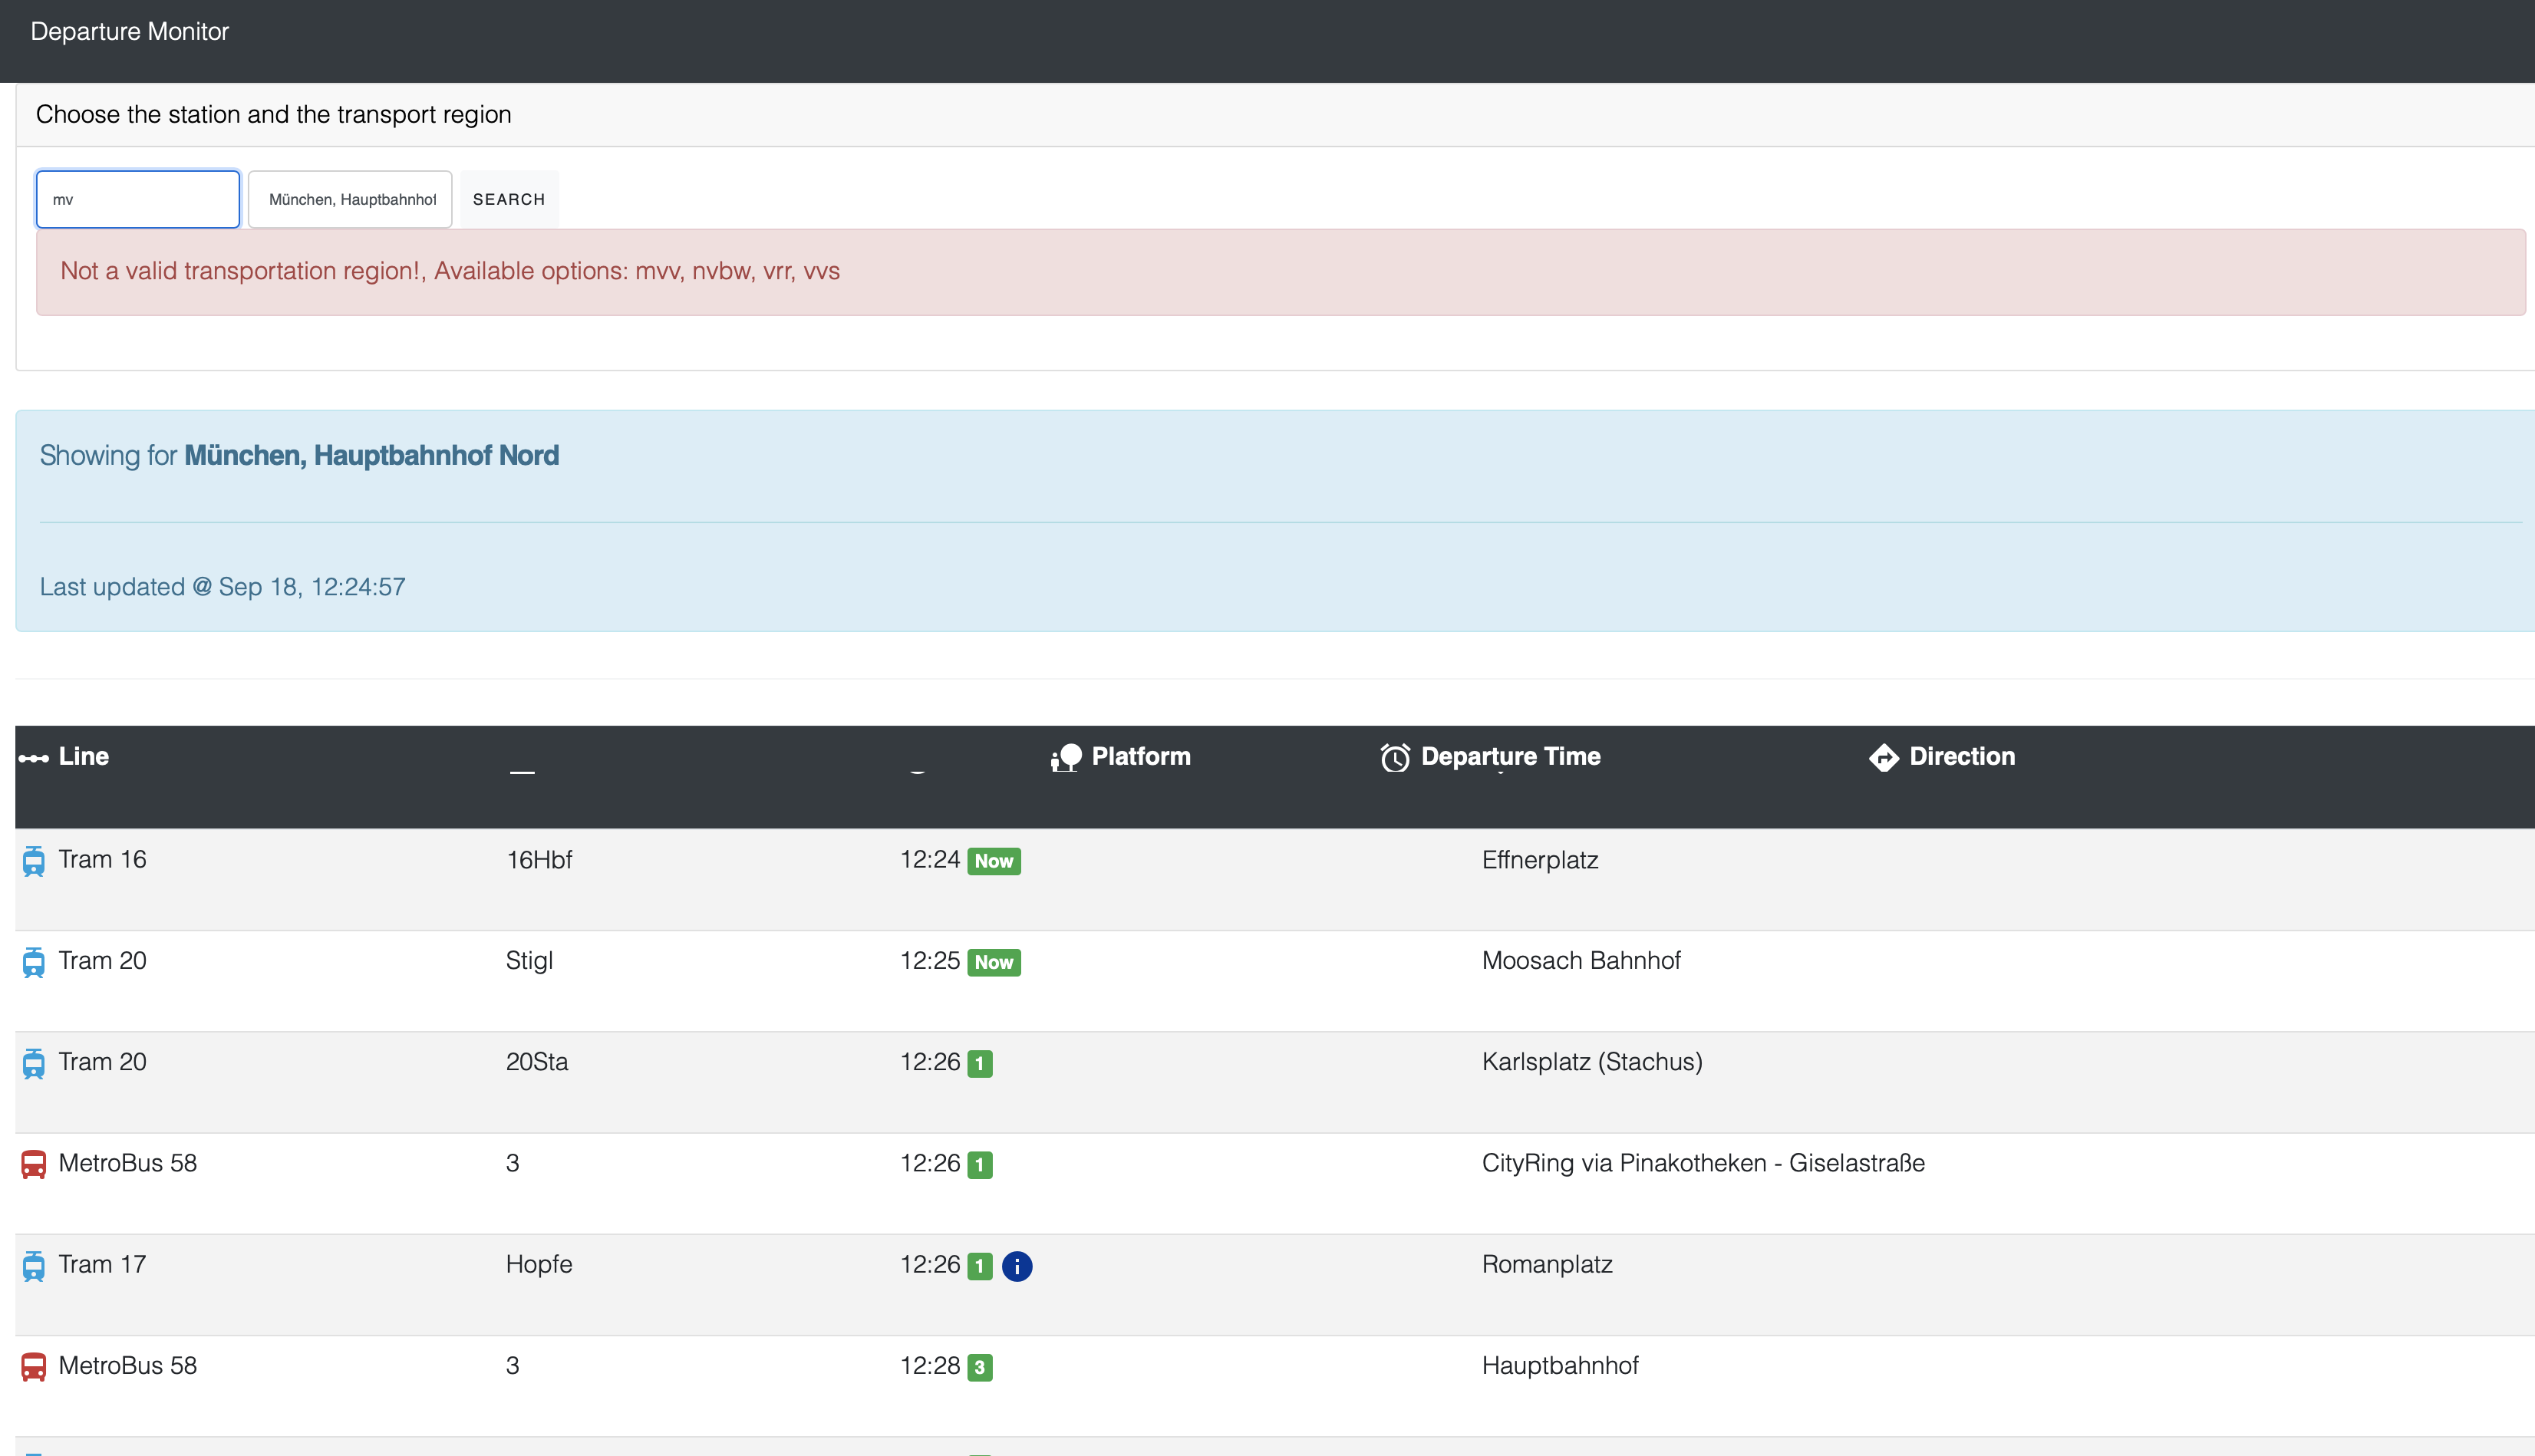 Departure Monitor
Choose the station and the transport region
mv München, Hauptbahnhof SEARCH
Not a valid transportation region!, Available options: mvv, nvbw, vrr, vvs
Showing for München, Hauptbahnhof Nord
Last updated @ Sep 18, 12:24:57
Line Platform Departure Time Direction
Tram 16 16Hbf 12:24 Now Effnerplatz
Tram 20 Stigl 12:25 Now Moosach Bahnhof
Tram 20 20Sta 12:26 1 Karlsplatz (Stachus)
MetroBus 58 3 12:26 1 CityRing via Pinakotheken - Giselastraße
Tram 17 Hopfe 12:26 1 i Romanplatz
MetroBus 58 3 12:28 3 Hauptbahnhof